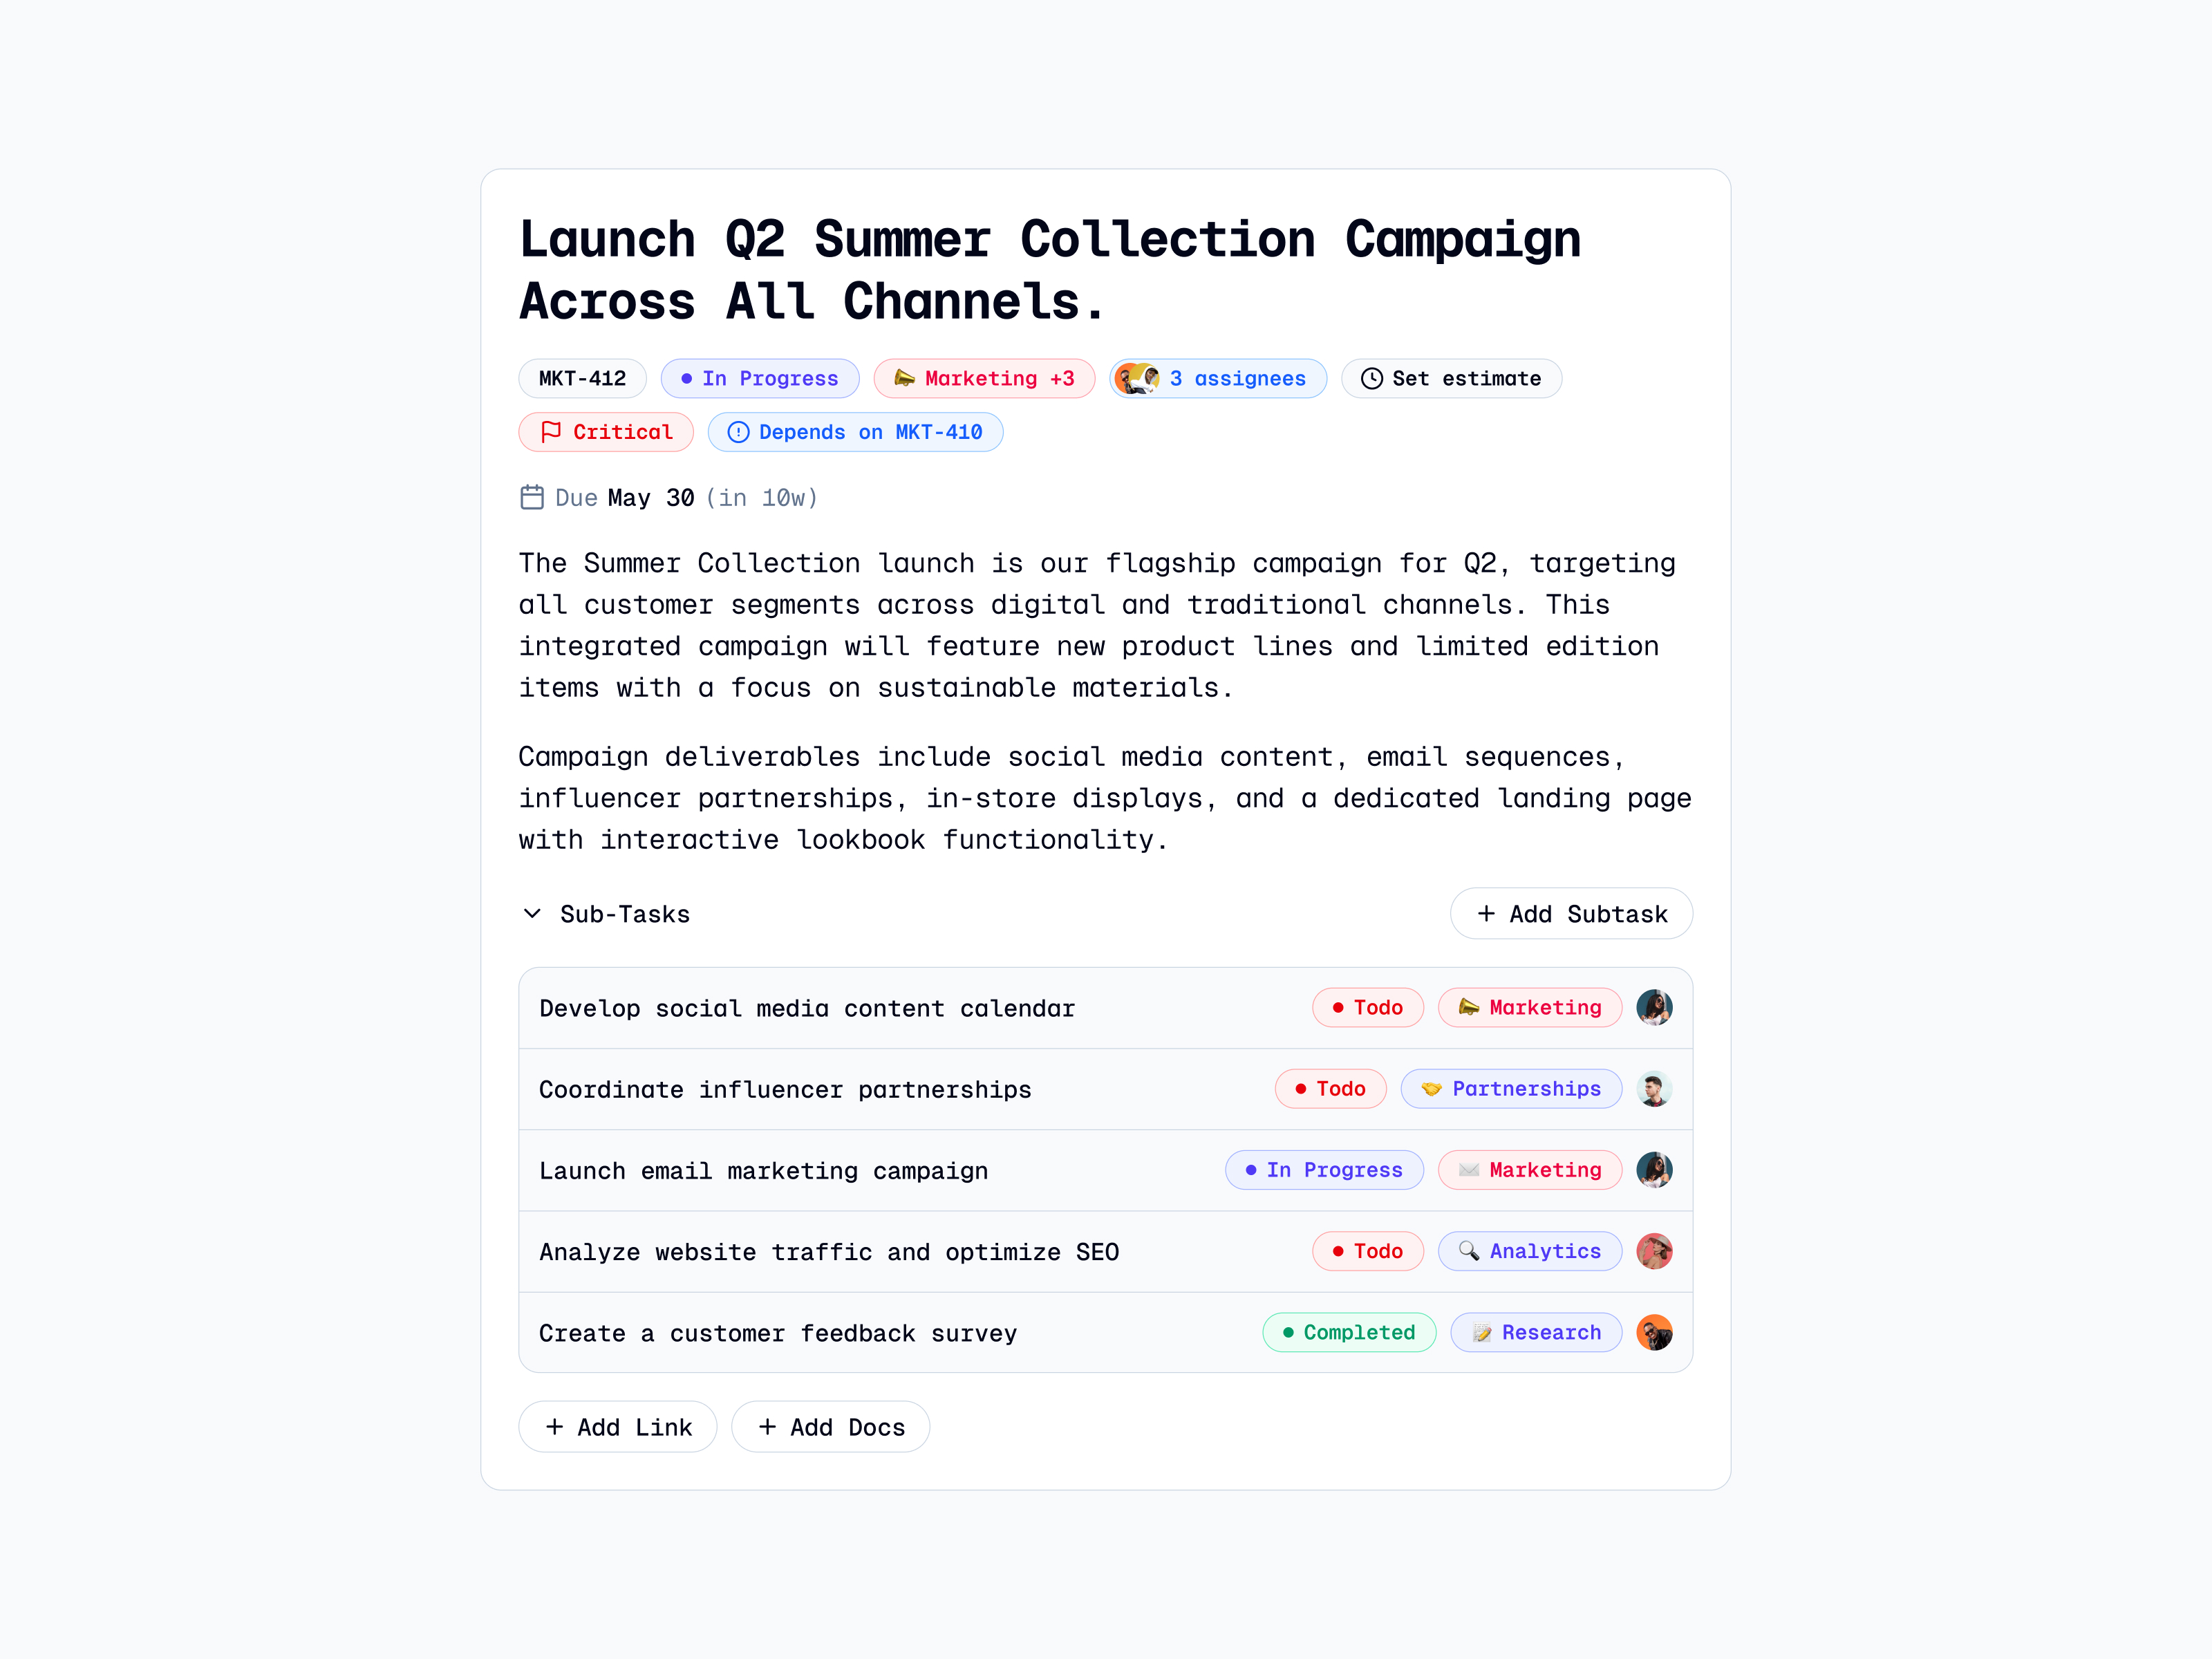 Launch Q2 Summer Collection Campaign
Across All Channels.
MKT-412 In Progress Marketing +3 3 assignees Set estimate
Critical Depends on MKT-410
Due May 30 (in 10w)
The Summer Collection launch is our flagship campaign for Q2, targeting
all customer segments across digital and traditional channels. This
integrated campaign will feature new product lines and limited edition
items with a focus on sustainable materials.
Campaign deliverables include social media content, email sequences,
influencer partnerships, in-store displays, and a dedicated landing page
with interactive lookbook functionality.
Sub-Tasks + Add Subtask
Develop social media content calendar Todo Marketing
Coordinate influencer partnerships Todo Partnerships
Launch email marketing campaign In Progress Marketing
Analyze website traffic and optimize SEO Todo Analytics
Create a customer feedback survey Completed Research
+ Add Link + Add Docs